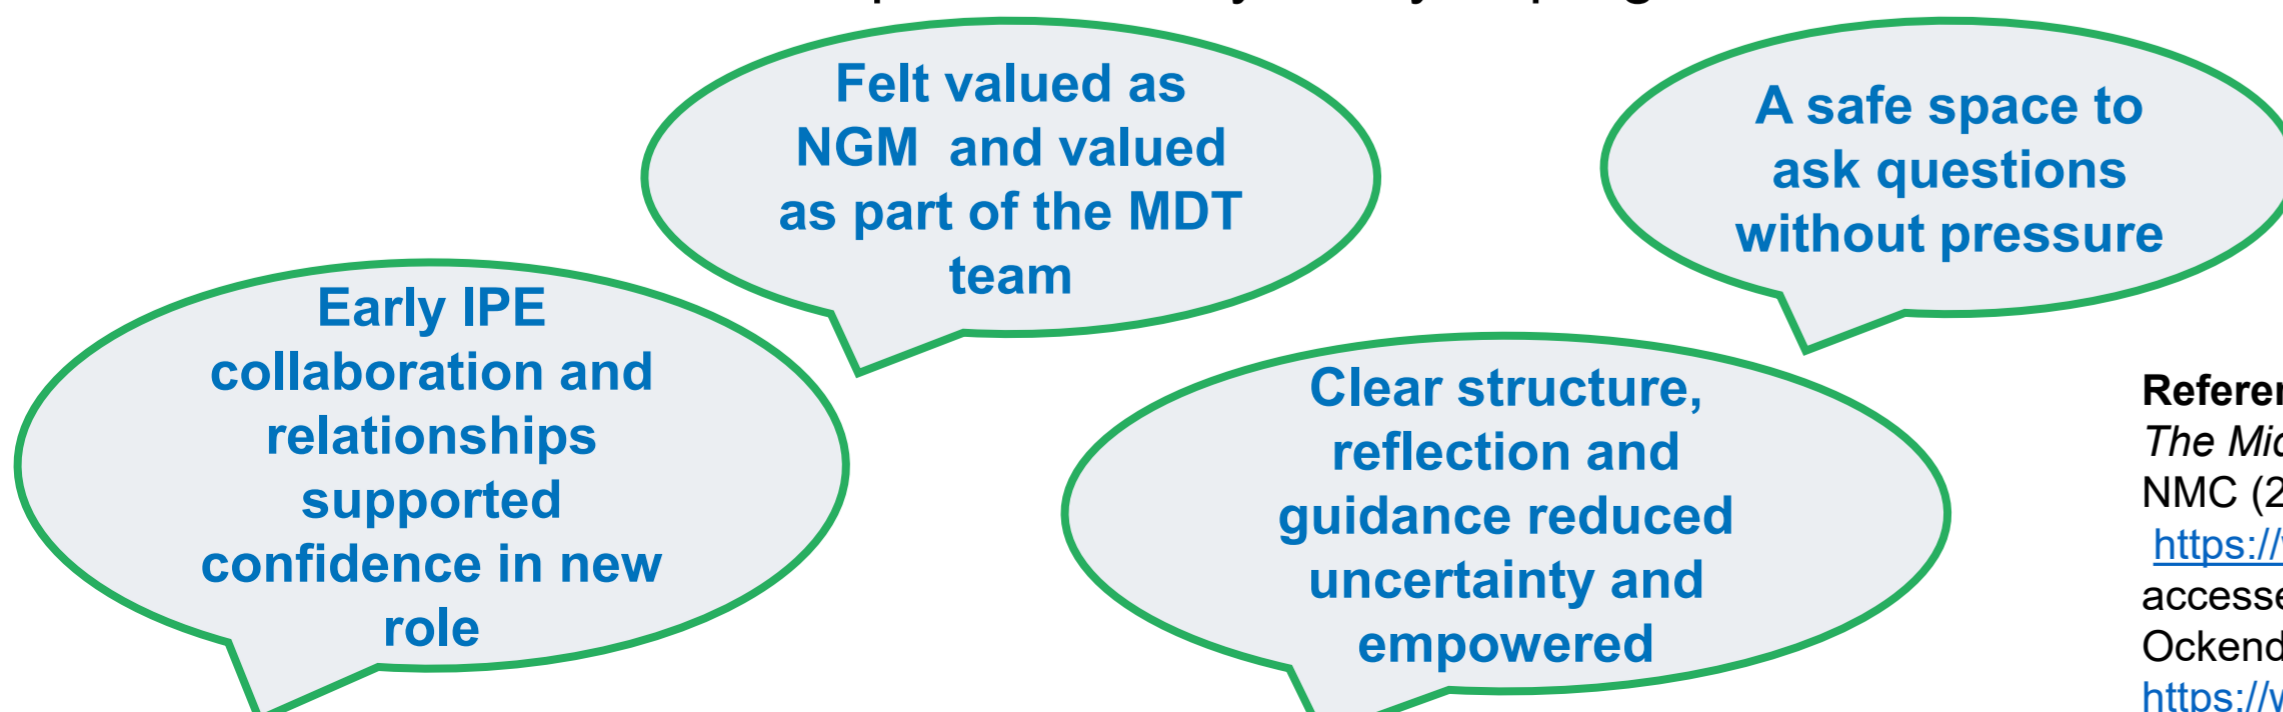 Felt valued as
NGM  and valued
as part of the MDT
team
A safe space to
ask questions
without pressure
Early IPE
collaboration and
relationships
supported
confidence in new
role
Clear structure,
reflection and
guidance reduced
uncertainty and
empowered
The
NMC (2
https://